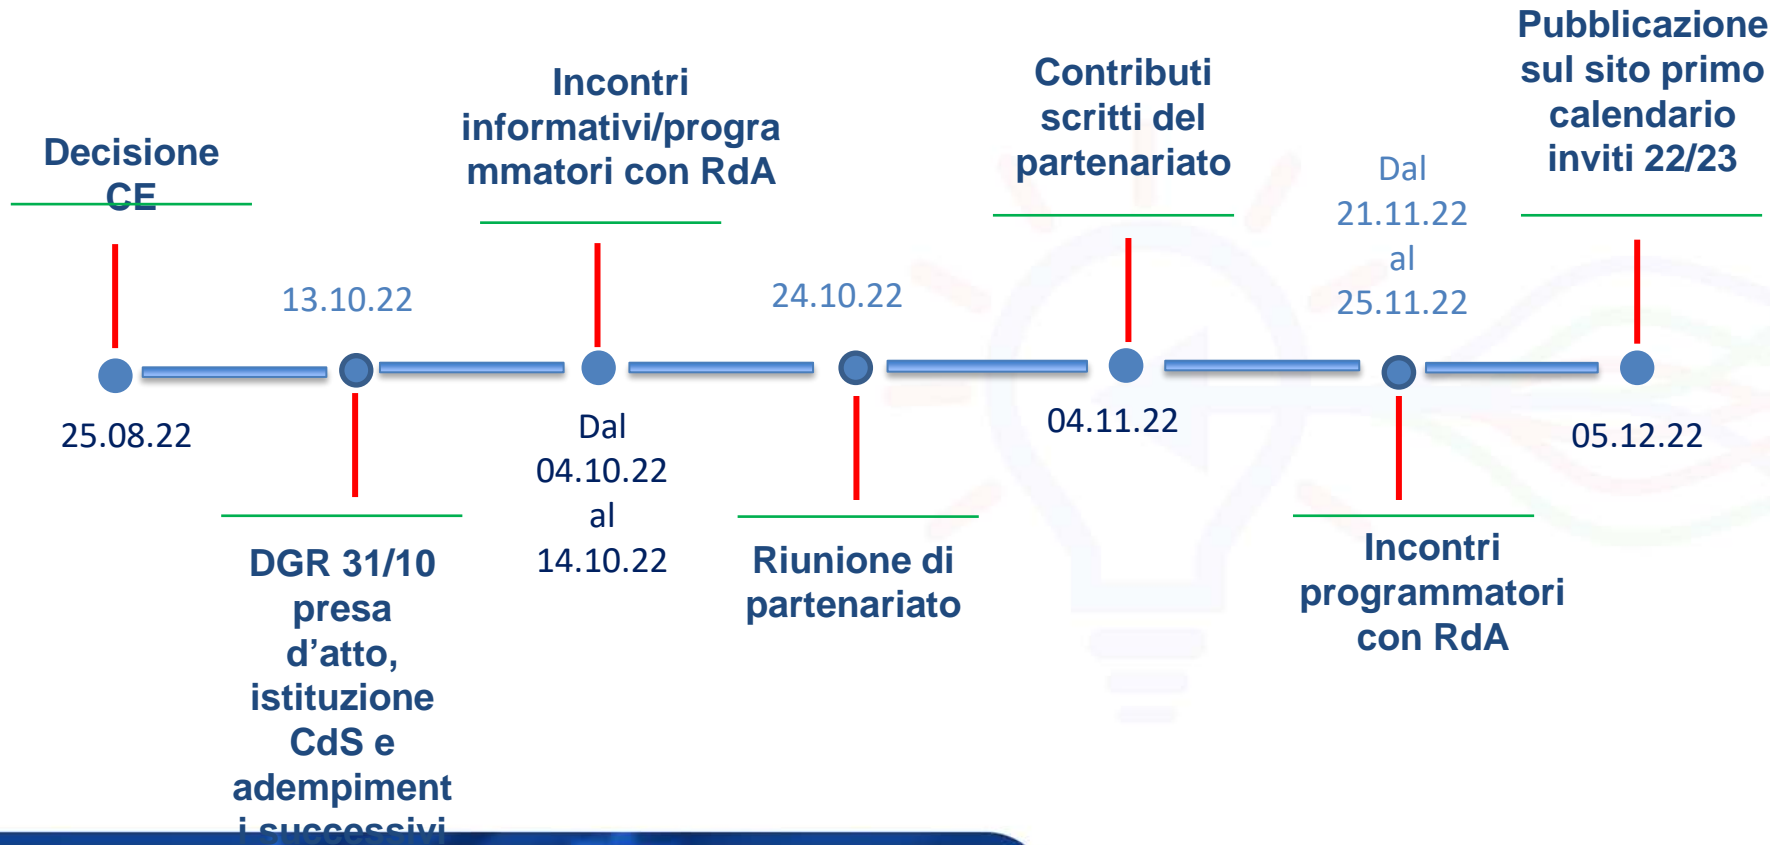 Decisione
CE
25.08.22
13.10.22
DGR 31/10
presa
d’atto,
istituzione
CdS e
adempiment
i successivi
Incontri
informativi/progra
mmatori con RdA
Dal
04.10.22
al
14.10.22
24.10.22
Riunione di
partenariato
Contributi
scritti del
partenariato
04.11.22
Dal
21.11.22
al
25.11.22
Incontri
programmatori
con RdA
Pubblicazione
sul sito primo
calendario
inviti 22/23
05.12.22